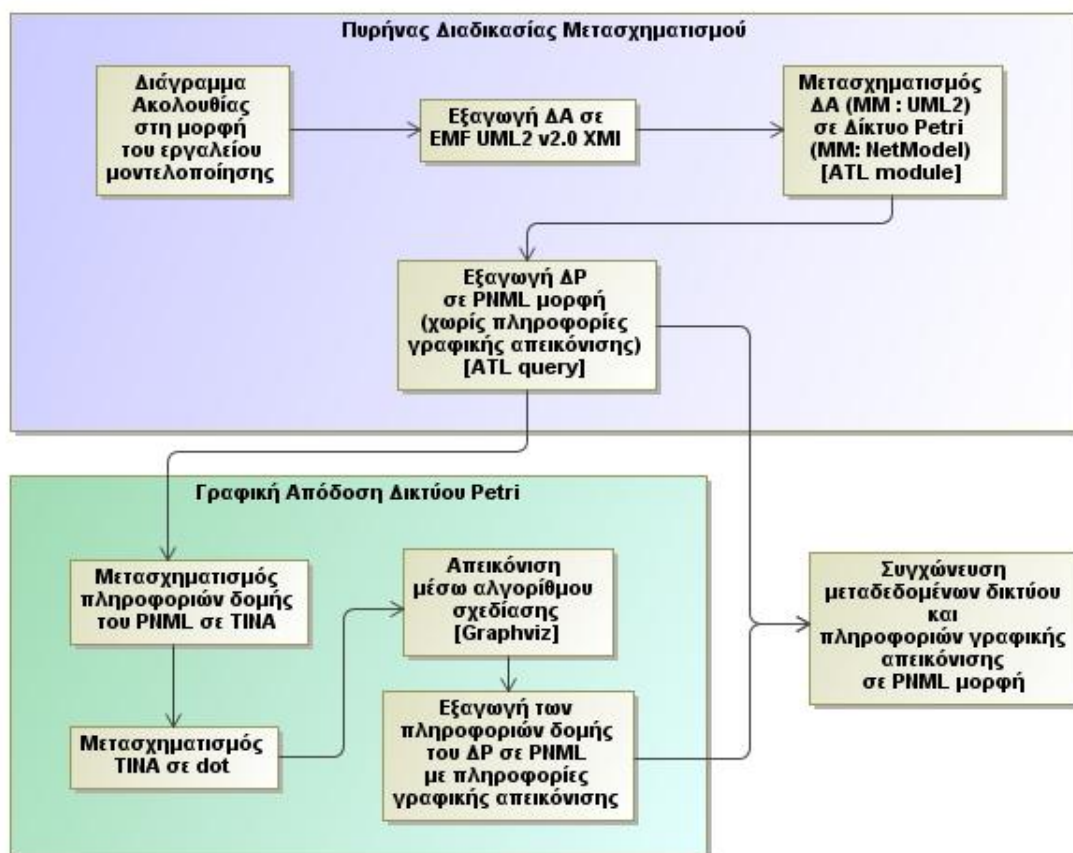 Πυρήνας Διαδικασίας Μετασχηματισμού
Διάγραμμα
Ακολουθίας
στη μορφή
του εργαλείου
μοντελοποίησης
Εξαγωγή ΔΑ σε
EMF UML2 v2.0 XMI
Μετασχηματισμός
ΔΑ (MM : UML2)
σε Δίκτυο Petri
(MM: NetModel)
[ATL module]
Εξαγωγή ΔΡ
σε PNML μορφή
(χωρίς πληροφορίες
γραφικής απεικόνισης)
[ATL query]
Γραφική Απόδοση Δικτύου Petri
Μετασχηματισμός
πληροφοριών δομής
του PNML σε TINA
Μετασχηματισμός
TINA σε dot
Απεικόνιση
μέσω αλγορίθμου
σχεδίασης
[Graphviz]
Εξαγωγή των
πληροφοριών δομής
του ΔΡ σε PNML
με πληροφορίες
γραφικής απεικόνισης
Συγχώνευση
μεταδεδομένων δικτύου
και
πληροφοριών γραφικής
απεικόνισης
σε PNML μορφή